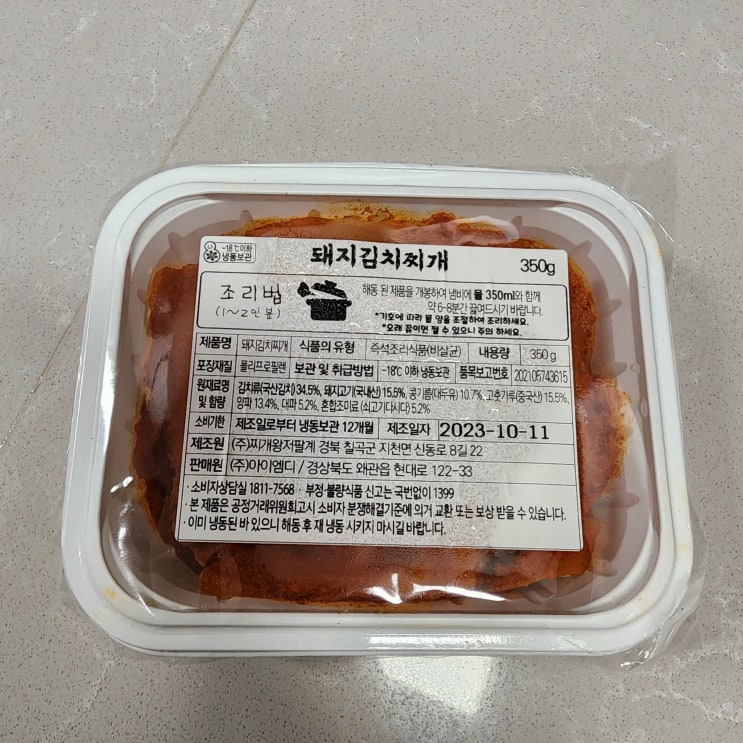 -18℃이하
냉동보관
돼지김치찌개
350g
조리법
(1~2인분)
해동 된 제품을 개봉하여 냄비에 물 350ml와 함께
약 6-8분간 끓여드시기 바랍니다.
*기호에 따라 물 양을 조절하여 조리하세요.
*오래 끓이면 짤 수 있으니 주의 하세요.
제품명 돼지김치찌개 식품의 유형 즉석조리식품(비살균) 내용량 350 g
포장재질 폴리프로필렌 보관 및 취급방법 -18℃ 이하 냉동보관 품목보고번호 202105743615
원재료명 및 함량 김치류(국산김치) 34.5%, 돼지고기(국내산) 15.5%, 콩기름(대두유) 10.7%, 고춧가루(중국산) 15.5%,
양파 13.4%, 대파 5.2%, 혼합조미료 (쇠고기다시다) 5.2%
소비기한 제조일로부터 냉동보관 12개월 제조일자 2023-10-11
제조원 (주)찌개왕저팔계 경북 칠곡군 지천면 신동로 8길 22
판매원 (주)아이엠디 / 경상북도 왜관읍 현대로 122-33
· 소비자상담실 1811-7568 · 부정·불량식품 신고는 국번없이 1399
· 본 제품은 공정거래위원회고시 소비자 분쟁해결기준에 의거 교환 또는 보상 받을 수 있습니다.
· 이미 냉동된 바 있으니 해동 후 재 냉동 시키지 마시길 바랍니다.